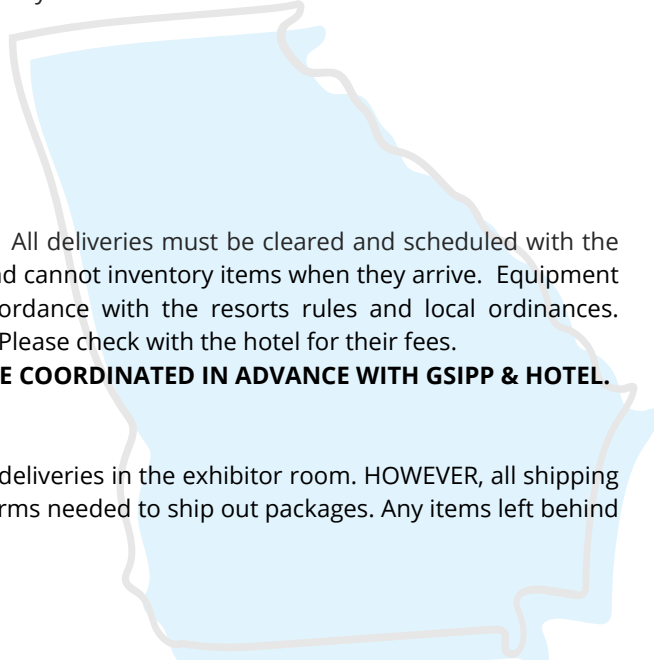 All deliveries must be cleared and scheduled with the
cannot inventory items when they arrive. Equipment
with the resorts rules and local ordinances.
Please check with the hotel for their fees.
COORDINATED IN ADVANCE WITH GSIPP & HOTEL.
deliveries in the exhibitor room. HOWEVER, all shipping
needed to ship out packages. Any items left behind